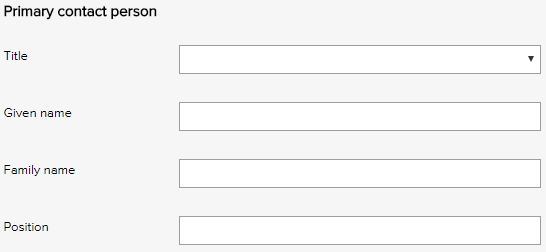 Primary contact person
Title
Given name
Family name
Position